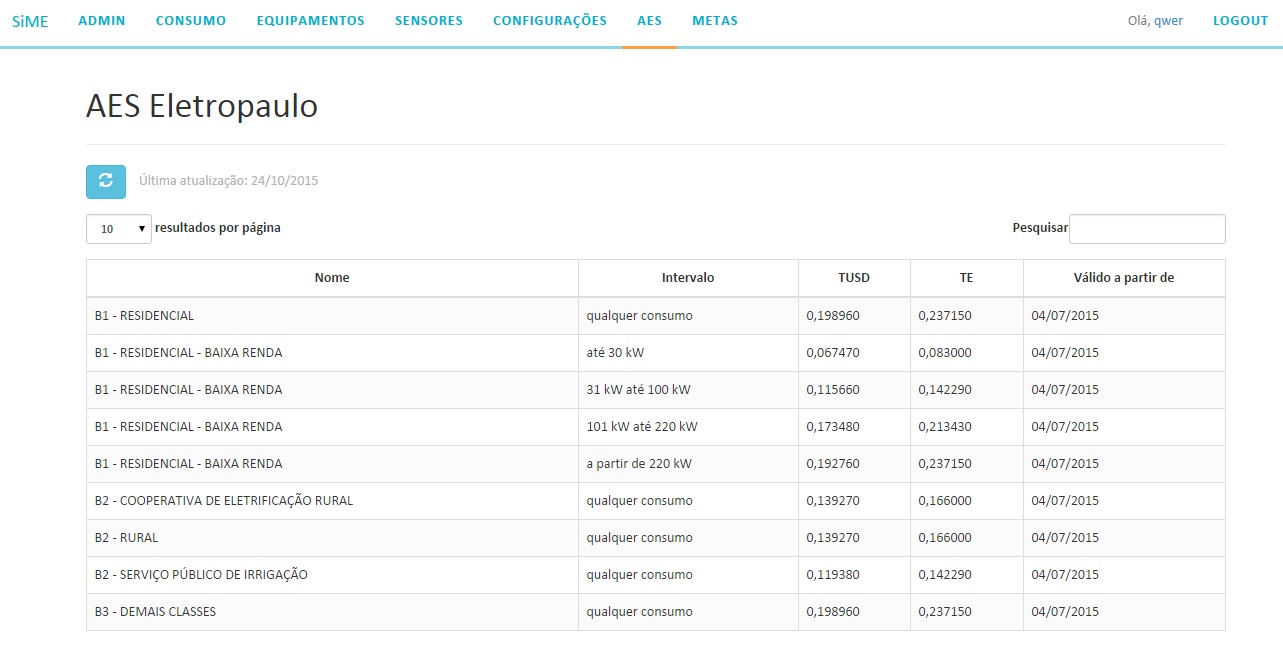 SiME ADMIN CONSUMO EQUIPAMENTOS SENSORES CONFIGURAÇÕES AES METAS Olá, qwer LOGOUT
AES Eletropaulo
Última atualização: 24/10/2015
10 resultados por página Pesquisar
Nome Intervalo TUSD TE Válido a partir de
B1 - RESIDENCIAL qualquer consumo 0,198960 0,237150 04/07/2015
B1 - RESIDENCIAL - BAIXA RENDA até 30 kW 0,067470 0,083000 04/07/2015
B1 - RESIDENCIAL - BAIXA RENDA 31 kW até 100 kW 0,115660 0,142290 04/07/2015
B1 - RESIDENCIAL - BAIXA RENDA 101 kW até 220 kW 0,173480 0,213430 04/07/2015
B1 - RESIDENCIAL - BAIXA RENDA a partir de 220 kW 0,192760 0,237150 04/07/2015
B2 - COOPERATIVA DE ELETRIFICAÇÃO RURAL qualquer consumo 0,139270 0,166000 04/07/2015
B2 - RURAL qualquer consumo 0,139270 0,166000 04/07/2015
B2 - SERVIÇO PÚBLICO DE IRRIGAÇÃO qualquer consumo 0,119380 0,142290 04/07/2015
B3 - DEMAIS CLASSES qualquer consumo 0,198960 0,237150 04/07/2015